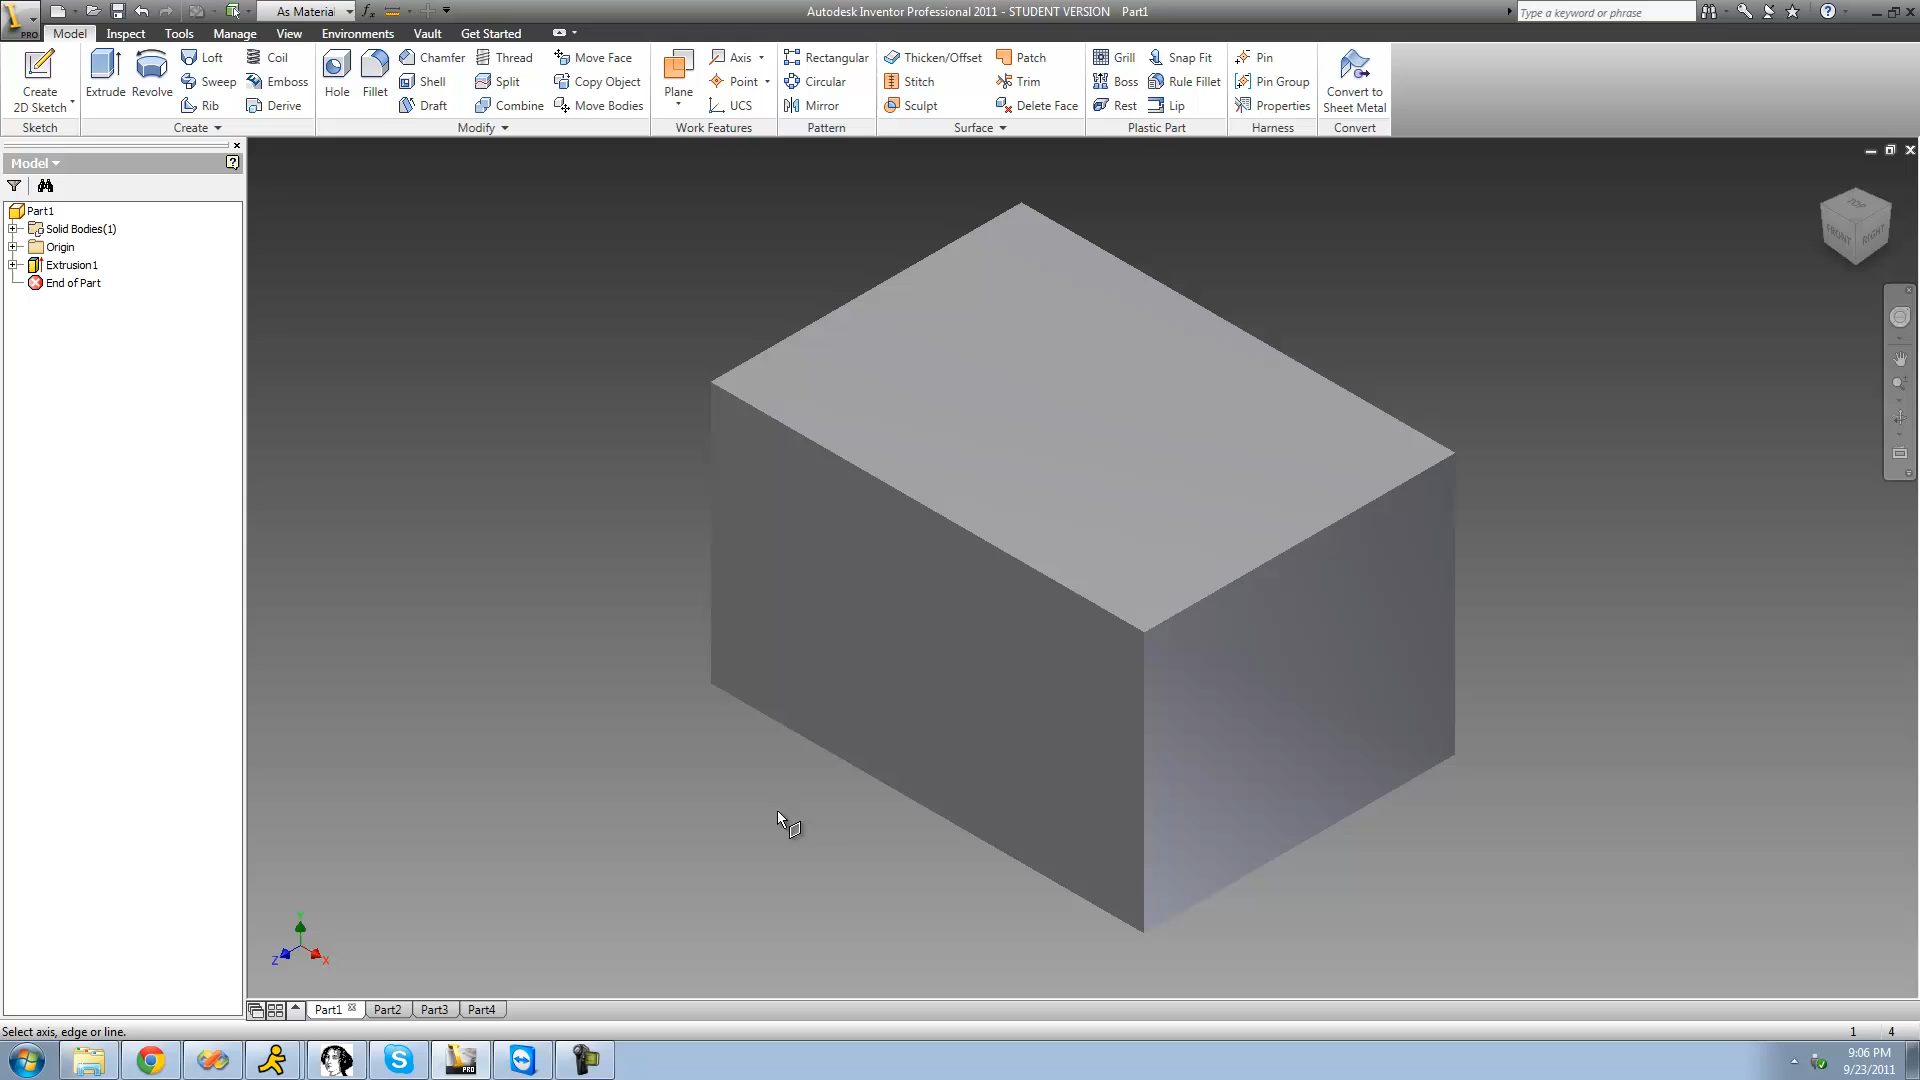 As Material
Autodesk Inventor Professional 2011 - STUDENT VERSION Part1
Type a keyword or phrase
PRO
Model Inspect Tools Manage View Environments Vault Get Started
Create 2D Sketch
Extrude
Revolve
Loft
Sweep
Rib
Coil
Emboss
Derive
Hole
Fillet
Chamfer
Shell
Draft
Thread
Split
Combine
Move Face
Copy Object
Move Bodies
Plane
Axis
Point
UCS
Rectangular
Circular
Mirror
Thicken/Offset
Stitch
Sculpt
Patch
Trim
Delete Face
Grill
Boss
Rest
Snap Fit
Rule Fillet
Lip
Pin
Pin Group
Properties
Convert to Sheet Metal
Sketch Create Modify Work Features Pattern Surface Plastic Part Harness Convert
Model
Part1
Solid Bodies(1)
Origin
Extrusion1
End of Part
TOP
FRONT RIGHT
Y
Z X
Part1 Part2 Part3 Part4
Select axis, edge or line.
1 4
PRO
9:06 PM
9/23/2011